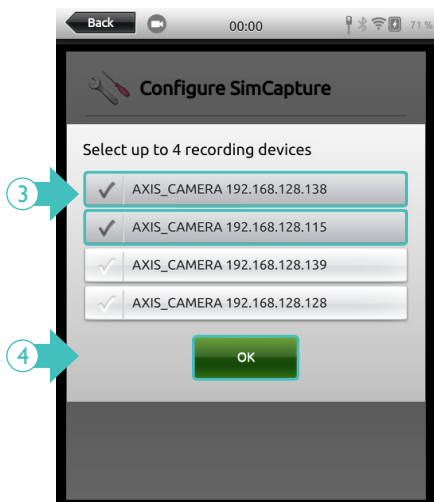 Back
00:00
71 %
Configure SimCapture
Select up to 4 recording devices
3
AXIS_CAMERA 192.168.128.138
AXIS_CAMERA 192.168.128.115
AXIS_CAMERA 192.168.128.139
AXIS_CAMERA 192.168.128.128
4
OK